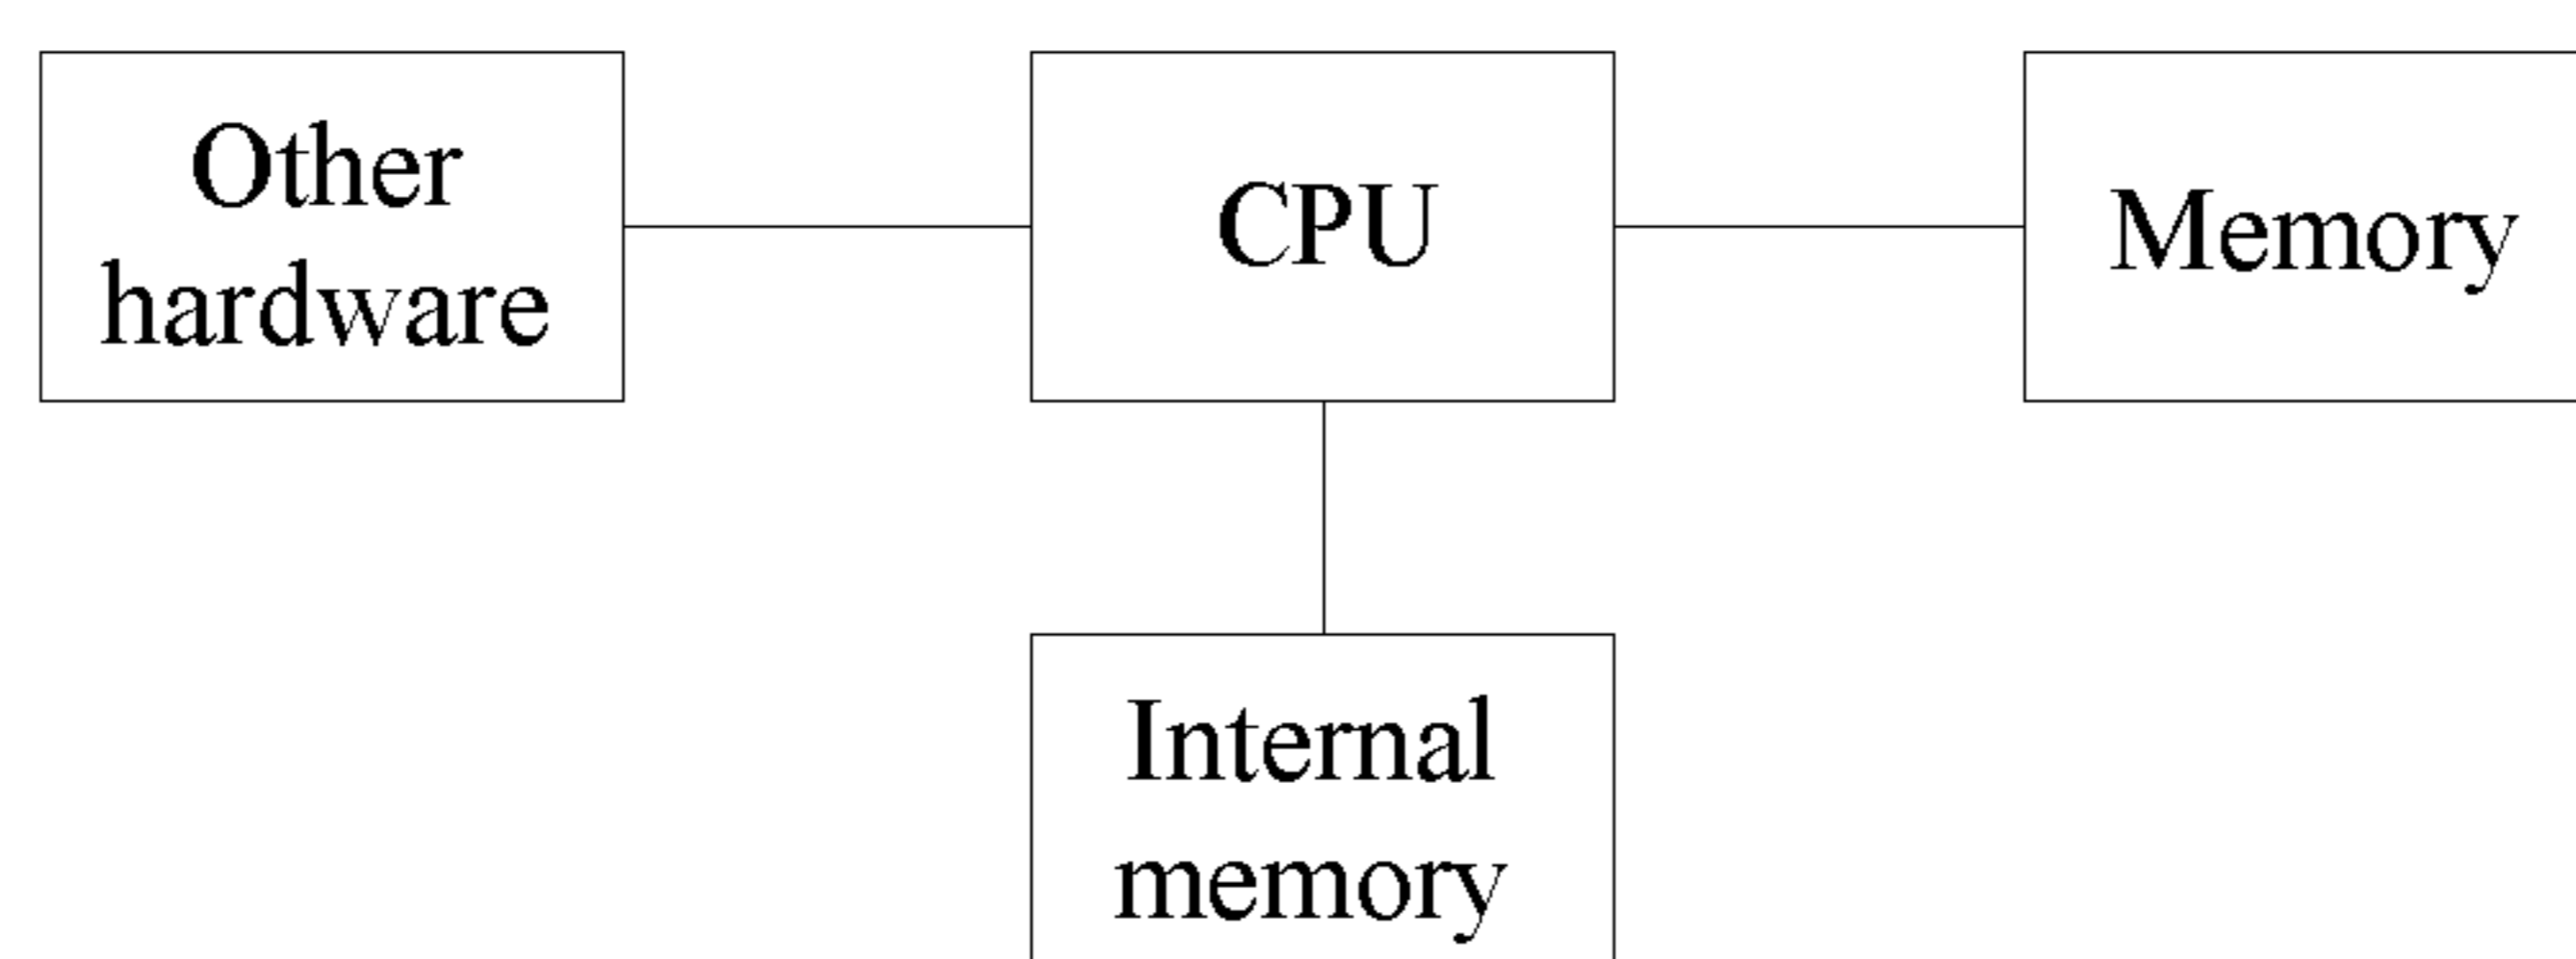 Other
hardware
CPU
Memory
Internal
memory